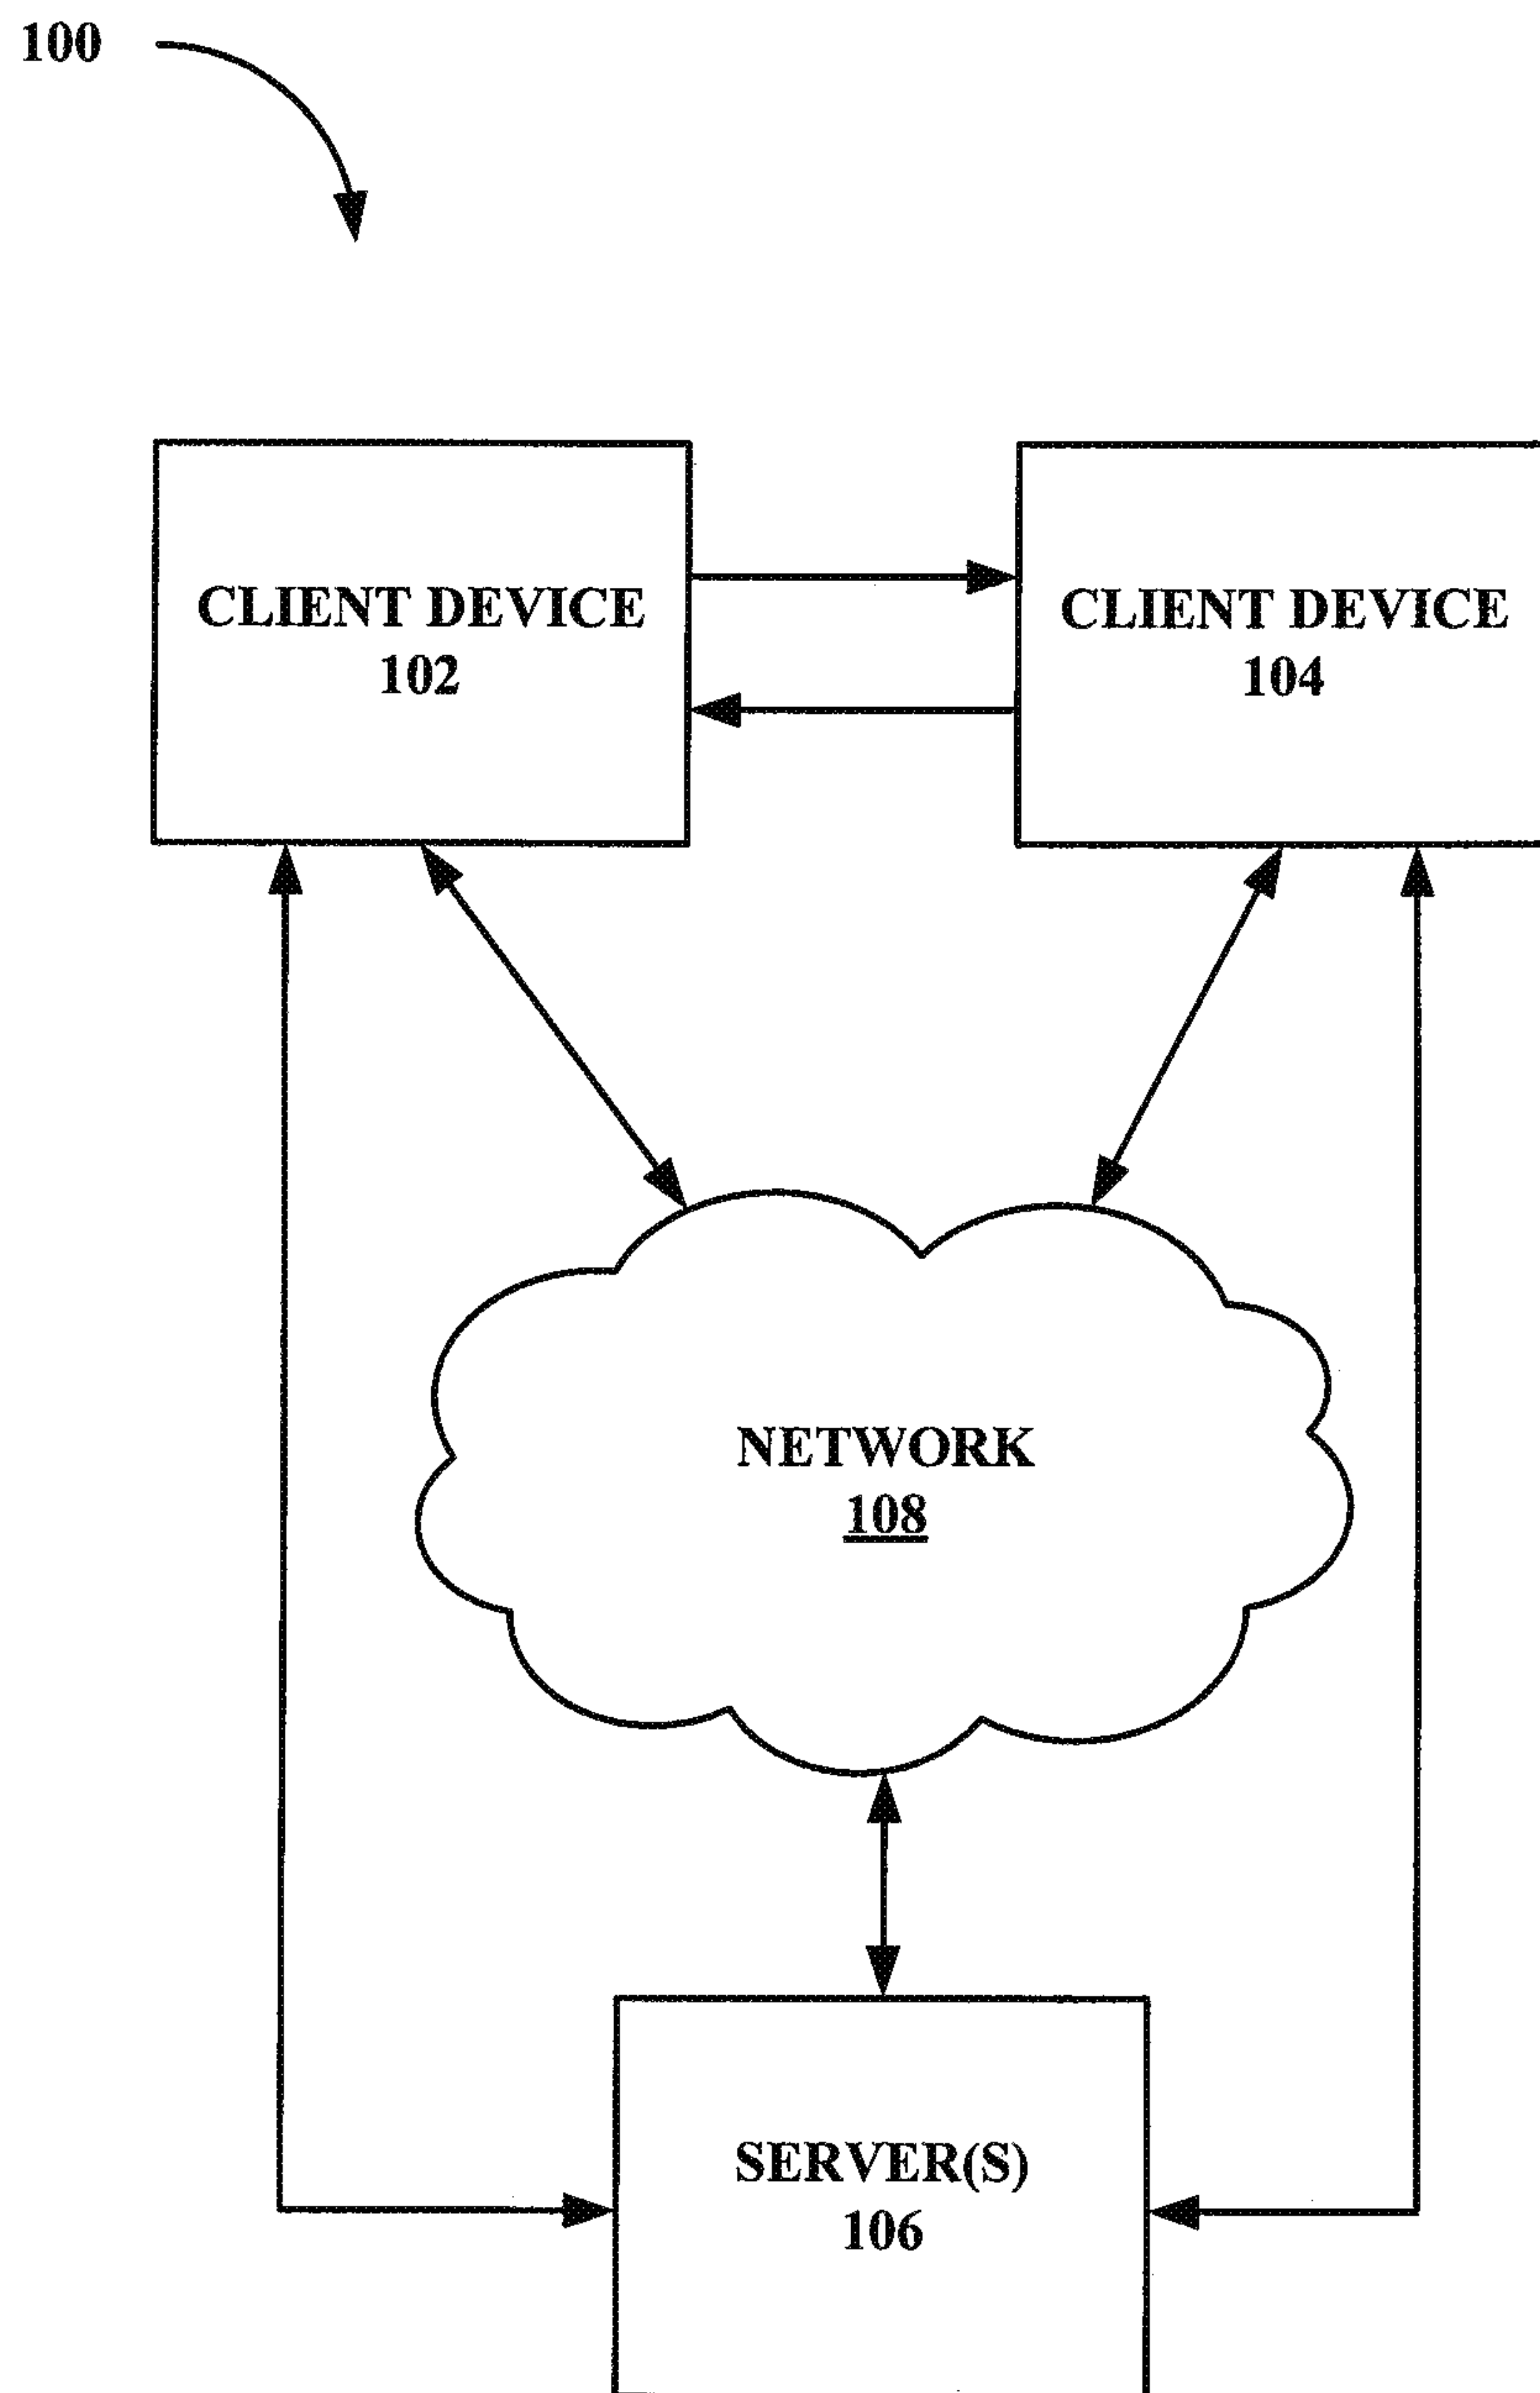 100
CLIENT DEVICE
102
CLIENT DEVICE
104
NETWORK
108
SERVER(S)
106